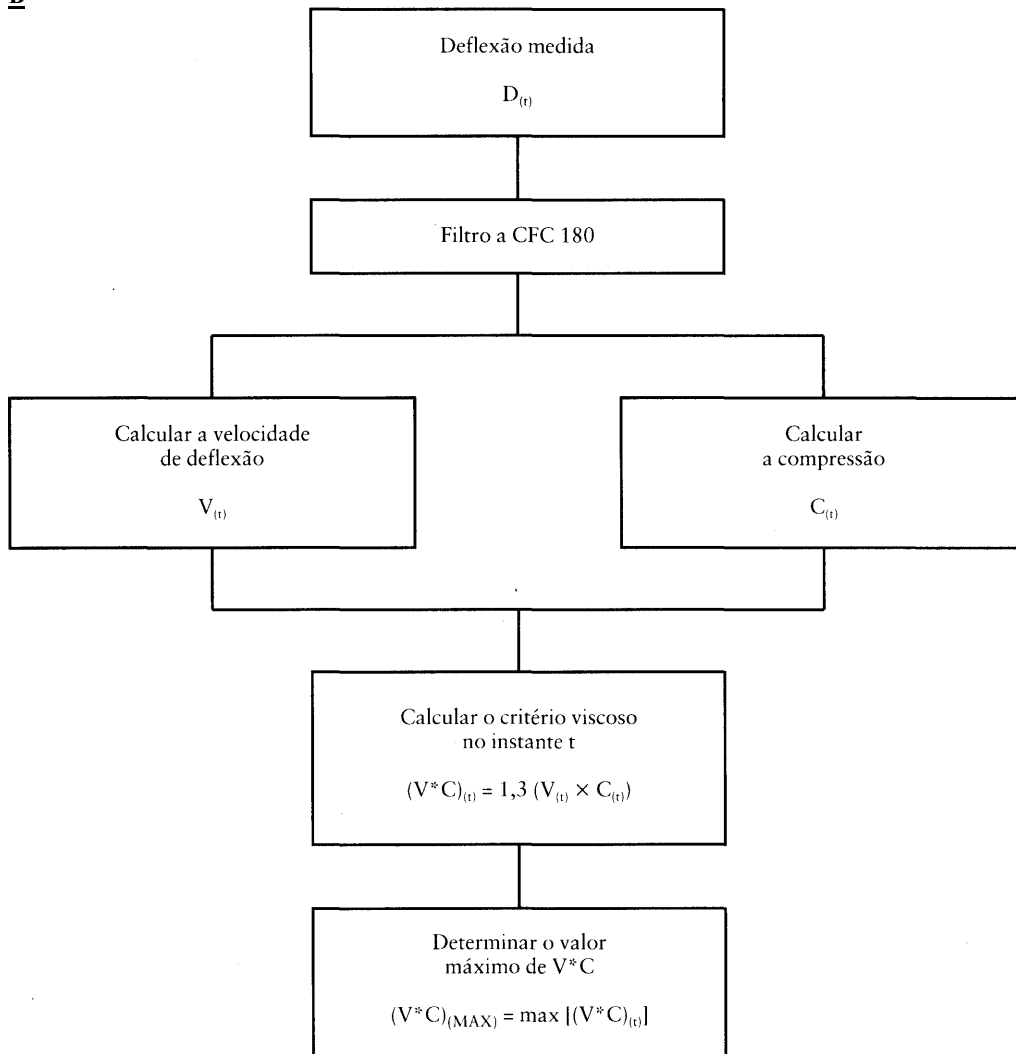 B
Deflexão medida
D(t)
Filtro a CFC 180
Calcular a velocidade
de deflexão
V(t)
Calcular
a compressão
C(t)
Calcular o critério viscoso
no instante t
(V*C)(t) = 1,3 (V(t) × C(t))
Determinar o valor
máximo de V*C
(V*C)(MAX) = max [(V*C)(t)]